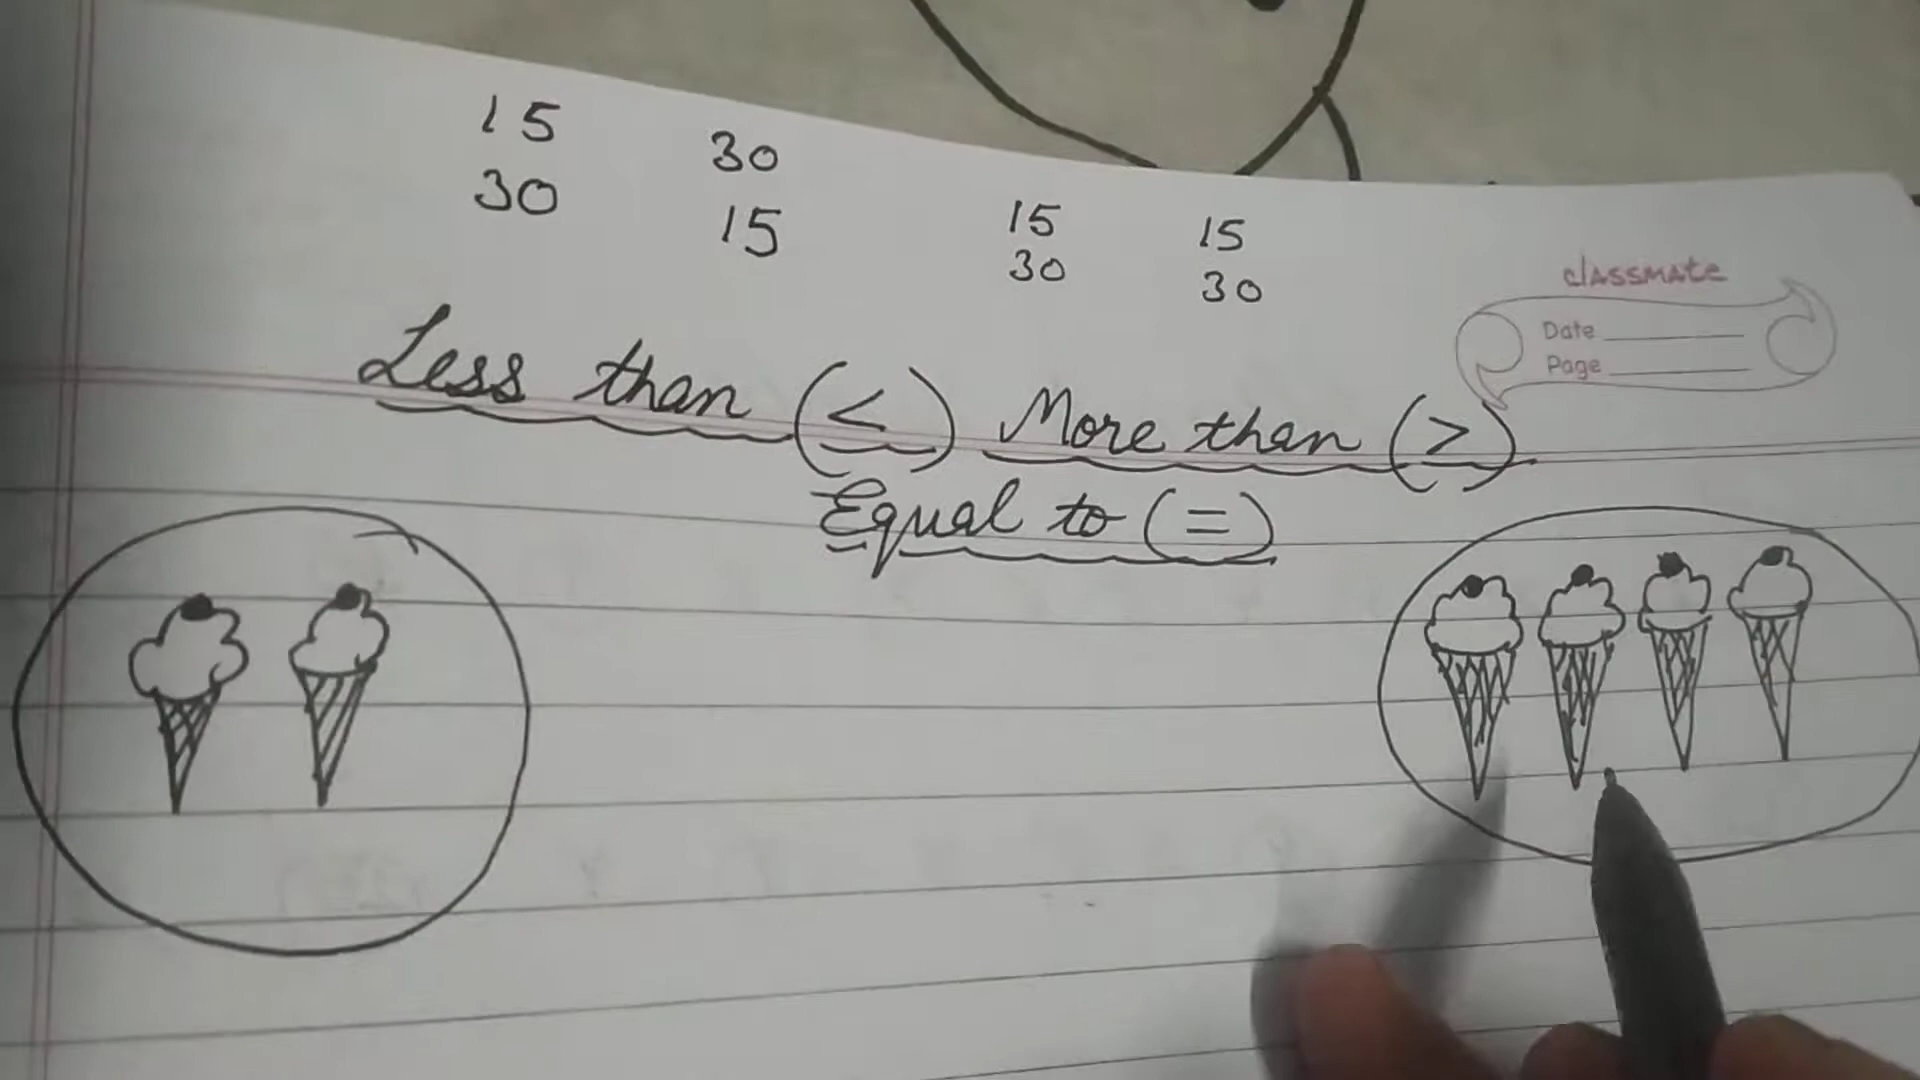 15 30
30 15
15 15
30 30
classmate
Date
Page
Less than (<) More than (>)
Equal to (=)